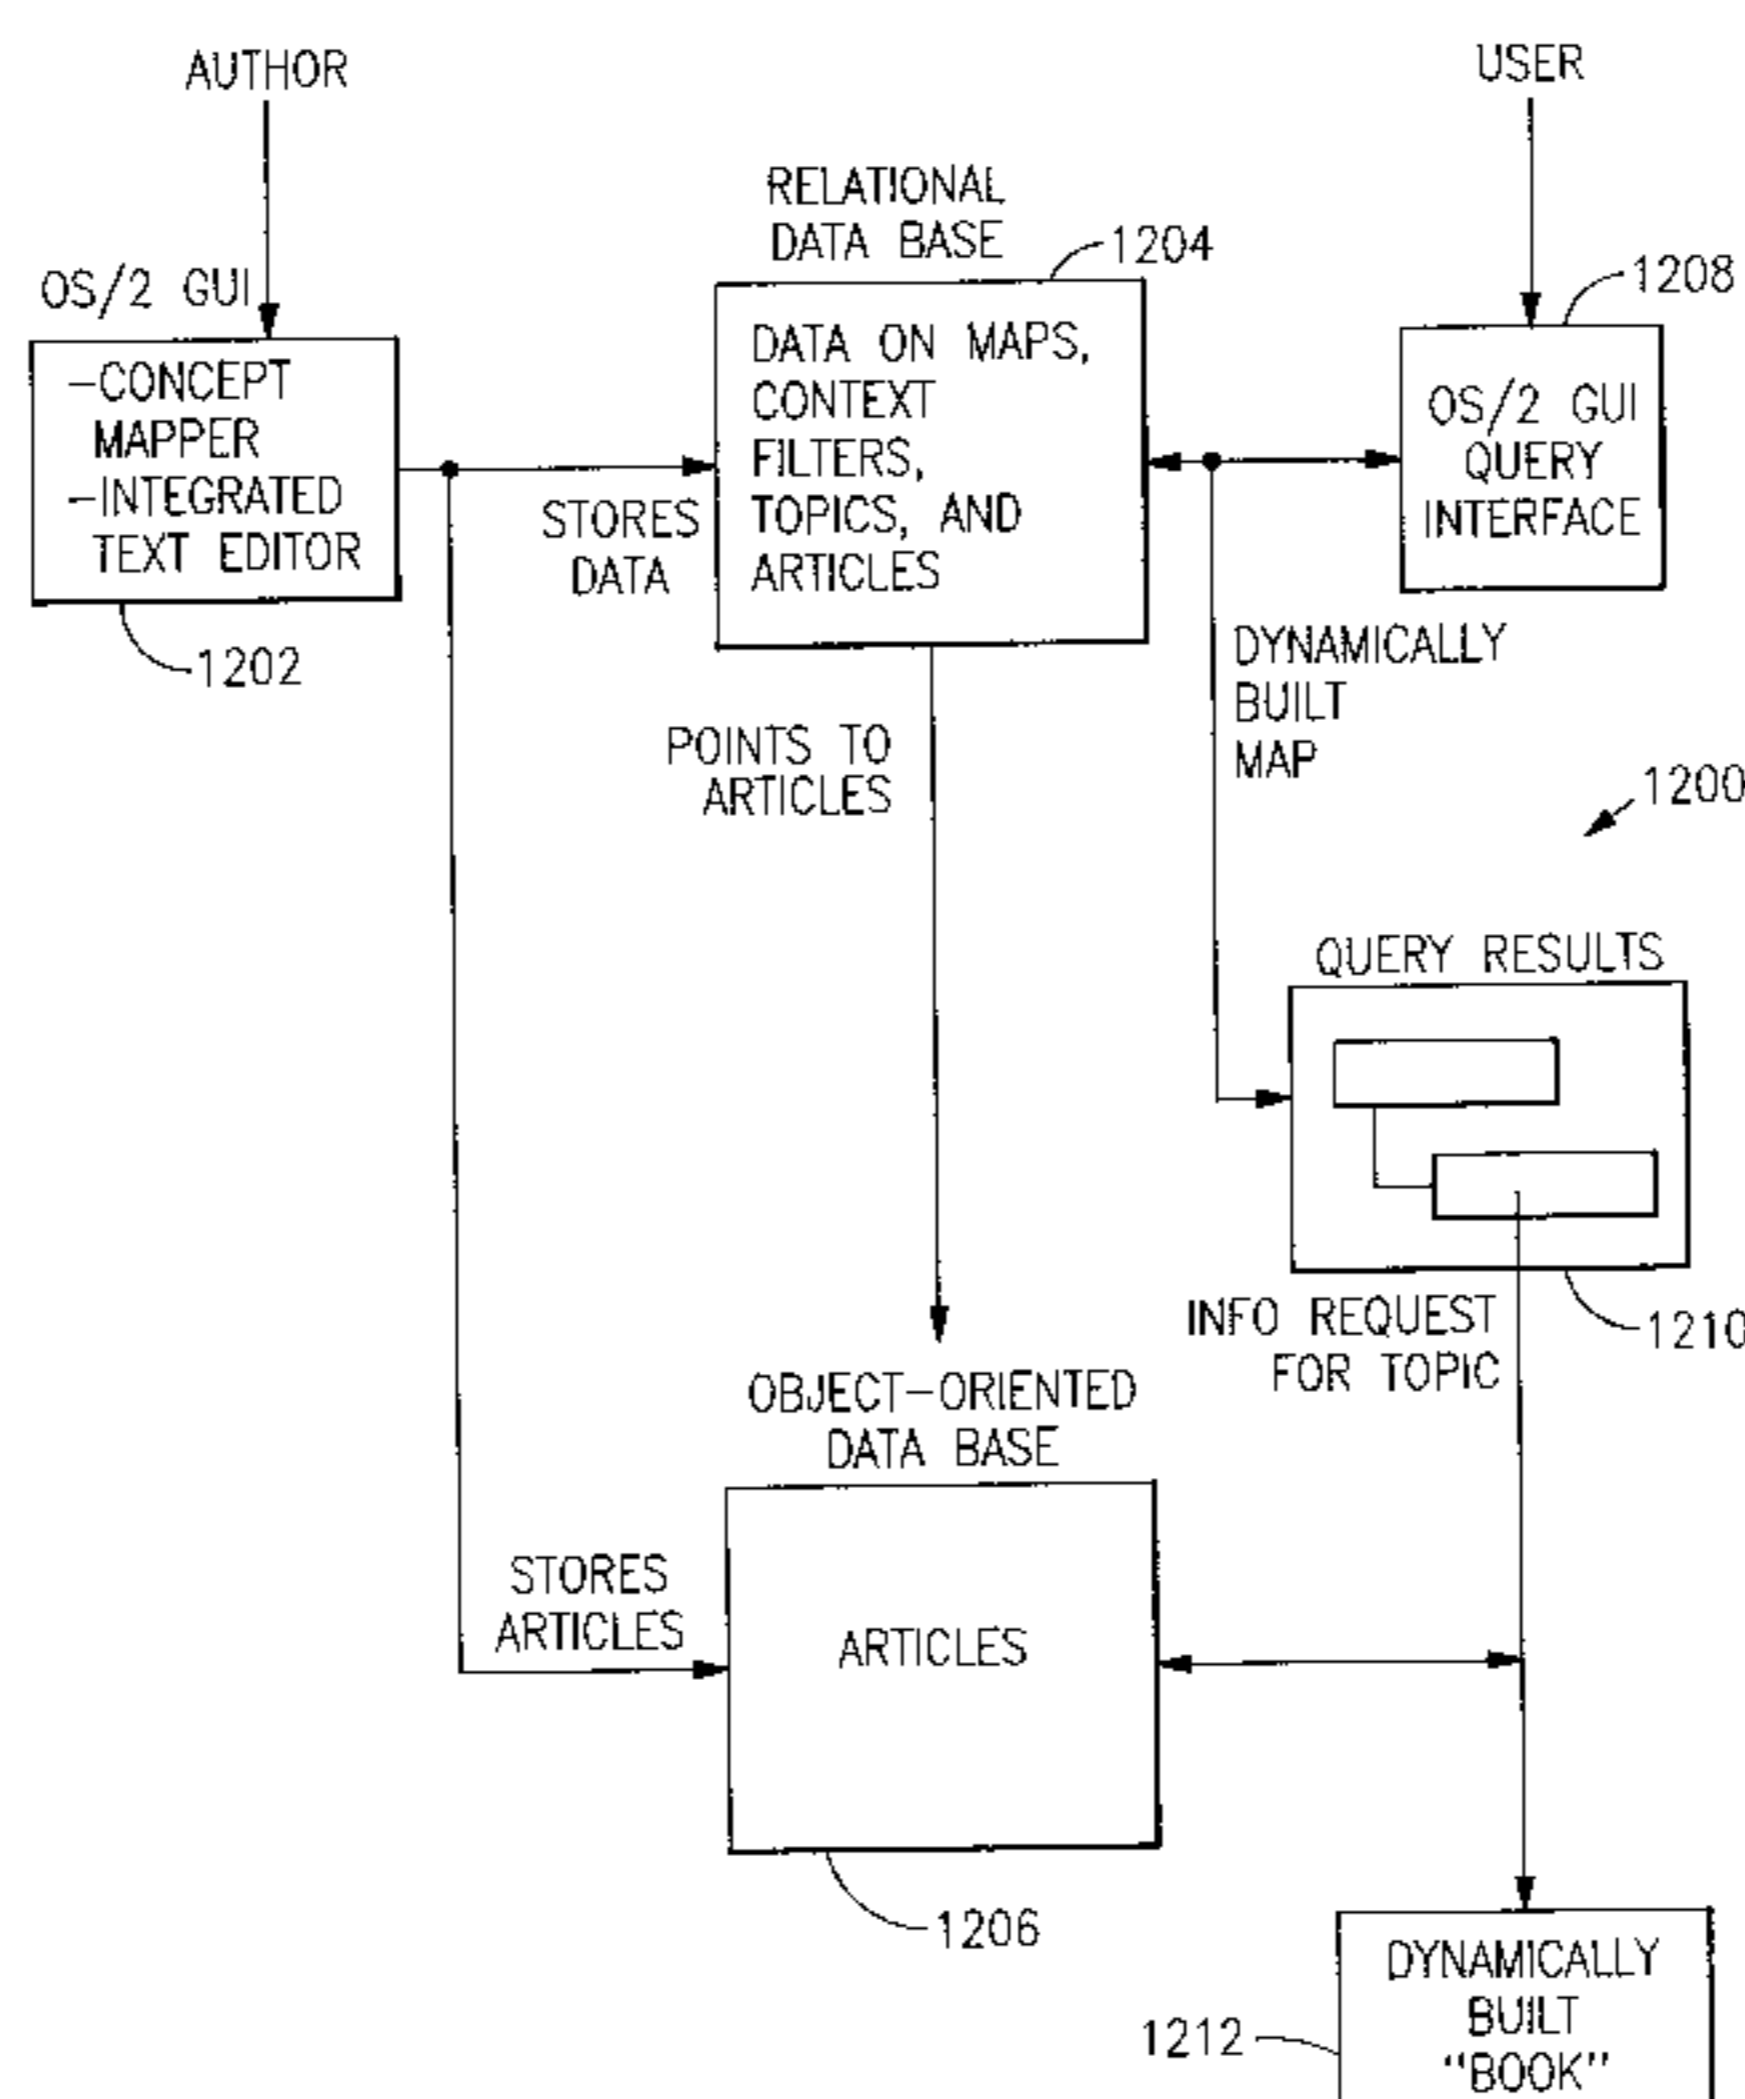 AUTHOR
USER
RELATIONAL
DATA BASE
1204
OS/2 GUI
1208
-CONCEPT
MAPPER
-INTEGRATED
TEXT EDITOR
1202
STORES
DATA
DATA ON MAPS,
CONTEXT
FILTERS,
TOPICS, AND
ARTICLES
OS/2 GUI
QUERY
INTERFACE
DYNAMICALLY
BUILT
MAP
POINTS TO
ARTICLES
1200
QUERY RESULTS
INFO REQUEST
FOR TOPIC
1210
OBJECT-ORIENTED
DATA BASE
STORES
ARTICLES
ARTICLES
1206
DYNAMICALLY
BUILT
"BOOK"
1212